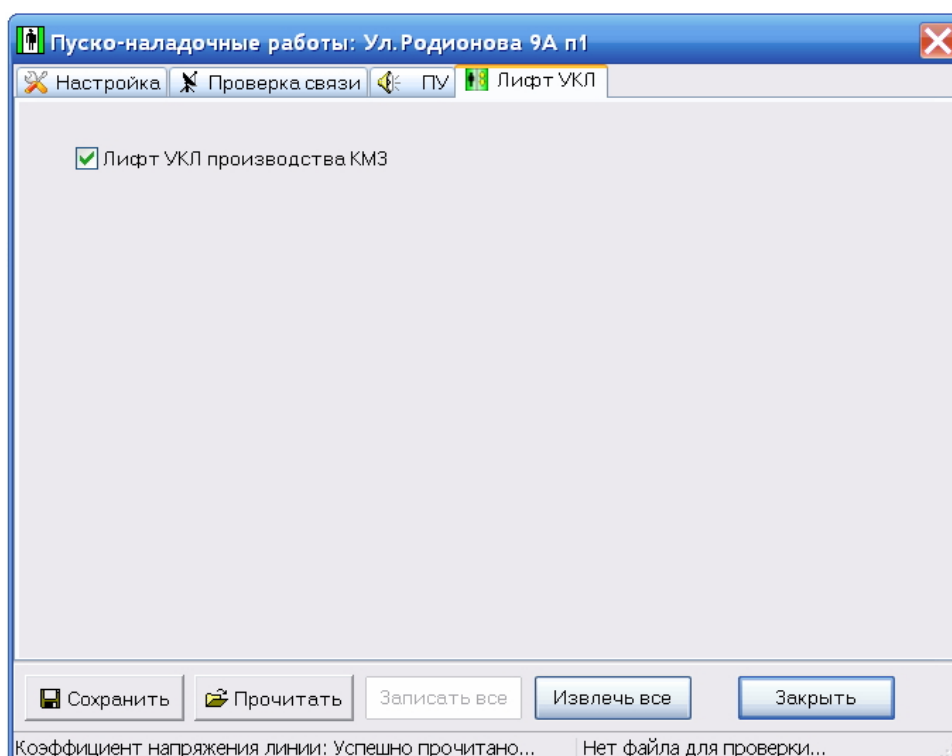 Пуско-наладочные работы: Ул.Родионова 9А п1
Настройка Проверка связи ПУ Лифт УКЛ
Лифт УКЛ производства КМЗ
Сохранить Прочитать Записать все Извлечь все Закрыть
Коэффициент напряжения линии: Успешно прочитано... Нет файла для проверки...